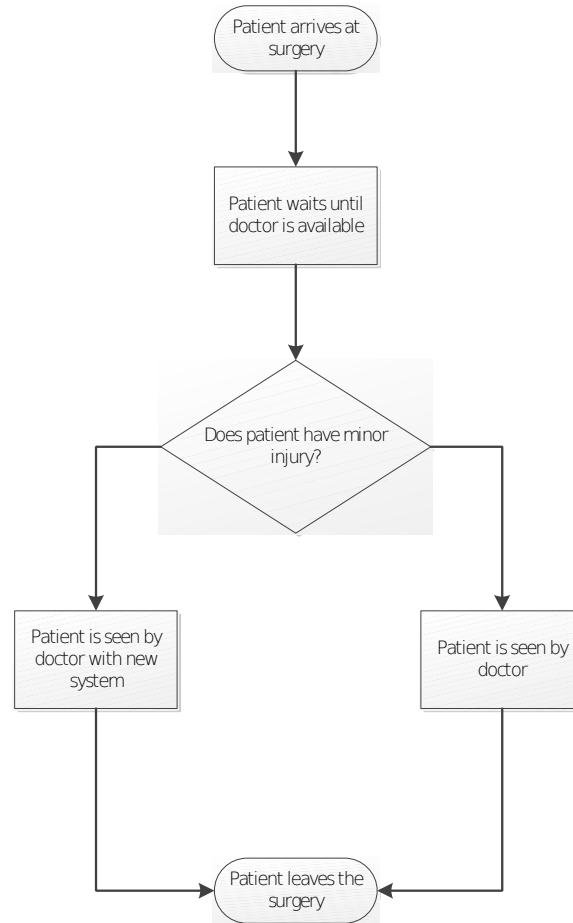 Patient arrives at
surgery
Patient waits until
doctor is available
Does patient have minor
injury?
Patient is seen by
doctor with new
system
Patient is seen by
doctor
Patient leaves the
surgery